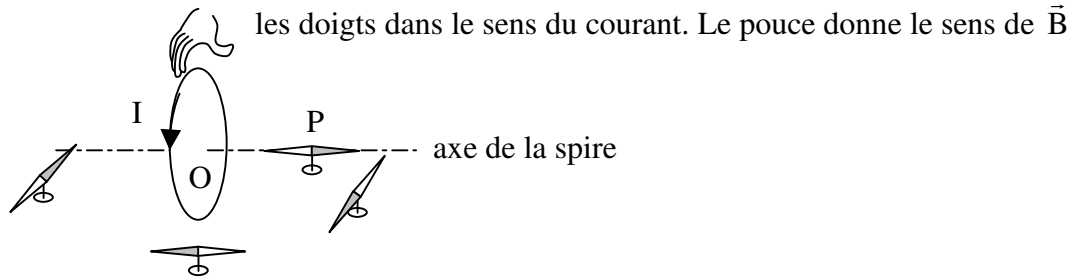 les doigts dans le sens du courant. Le pouce donne le sens de B⃗
I
P
axe de la spire
O